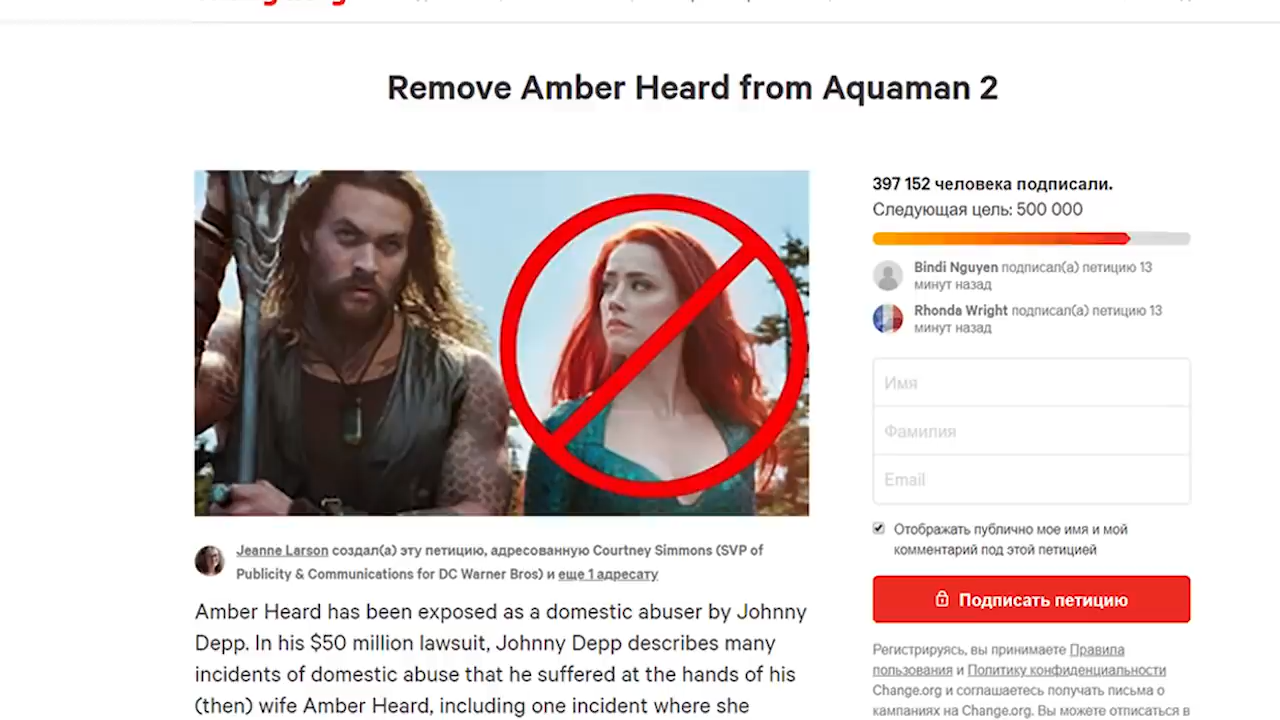 Remove Amber Heard from Aquaman 2
397 152 человека подписали.
Следующая цель: 500 000
Bindi Nguyen подписал(а) петицию 13
минут назад
Rhonda Wright подписал(а) петицию 13
минут назад
Имя
Фамилия
Email
Отображать публично мое имя и мой
комментарий под этой петицией
Подписать петицию
Регистрируясь, вы принимаете Правила
пользования и Политику конфиденциальности
Change.org и соглашаетесь получать письма о
кампаниях на Change.org. Вы можете отписаться в
Jeanne Larson создал(а) эту петицию, адресованную Courtney Simmons (SVP of
Publicity & Communications for DC Warner Bros) и еще 1 адресату
Amber Heard has been exposed as a domestic abuser by Johnny
Depp. In his $50 million lawsuit, Johnny Depp describes many
incidents of domestic abuse that he suffered at the hands of his
(then) wife Amber Heard, including one incident where she